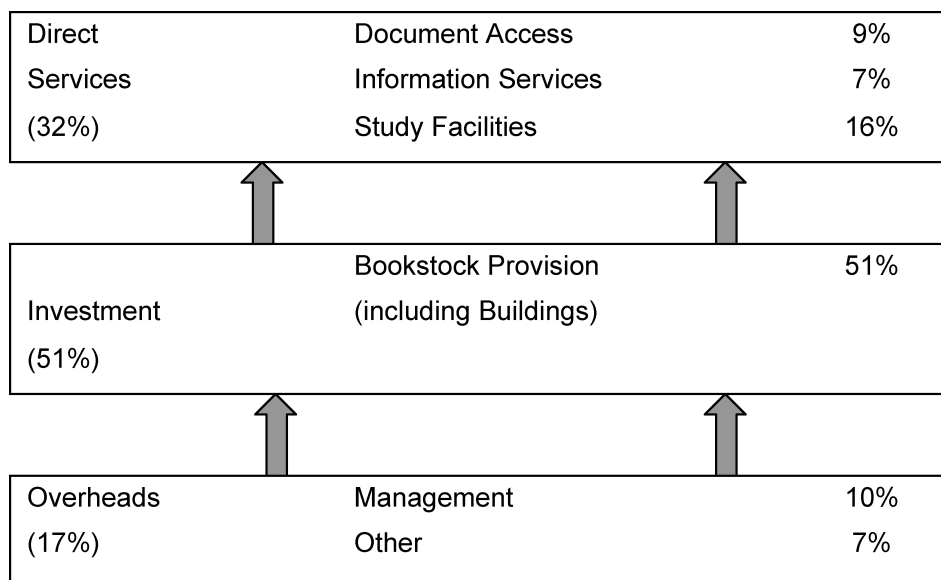 Direct Document Access 9%
Services Information Services 7%
(32%) Study Facilities 16%
Bookstock Provision 51%
Investment (including Buildings)
(51%)
Overheads Management 10%
(17%) Other 7%